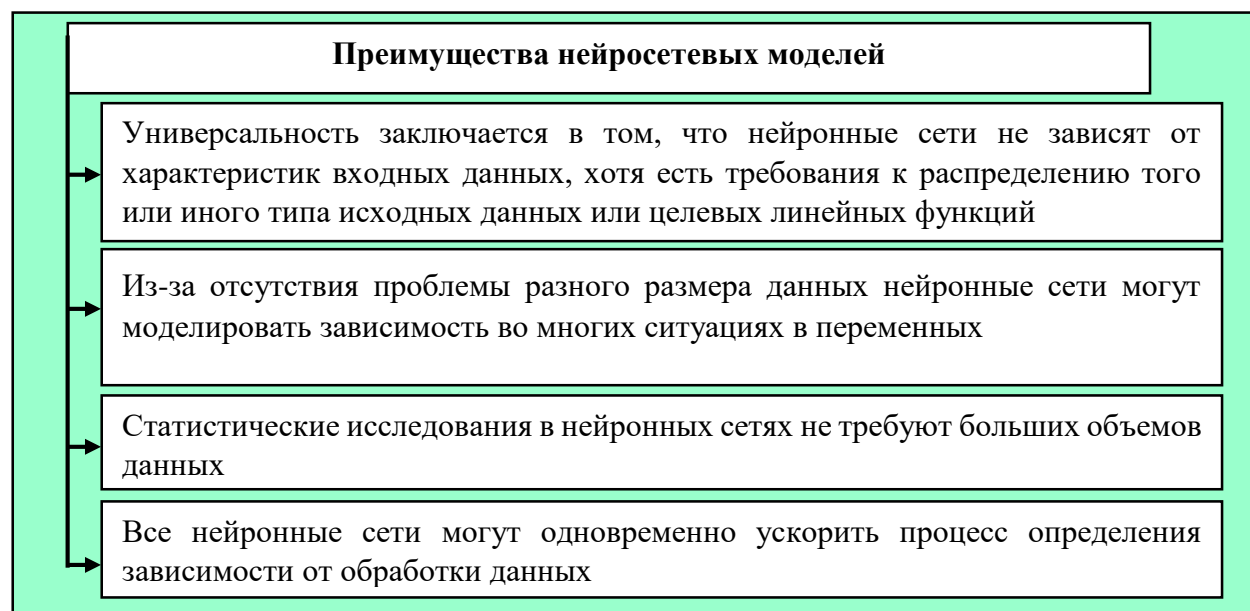 Преимущества нейросетевых моделей
Универсальность заключается в том, что нейронные сети не зависят от
характеристик входных данных, хотя есть требования к распределению того
или иного типа исходных данных или целевых линейных функций
Из-за отсутствия проблемы разного размера данных нейронные сети могут
моделировать зависимость во многих ситуациях в переменных
Статистические исследования в нейронных сетях не требуют больших объемов
данных
Все нейронные сети могут одновременно ускорить процесс определения
зависимости от обработки данных